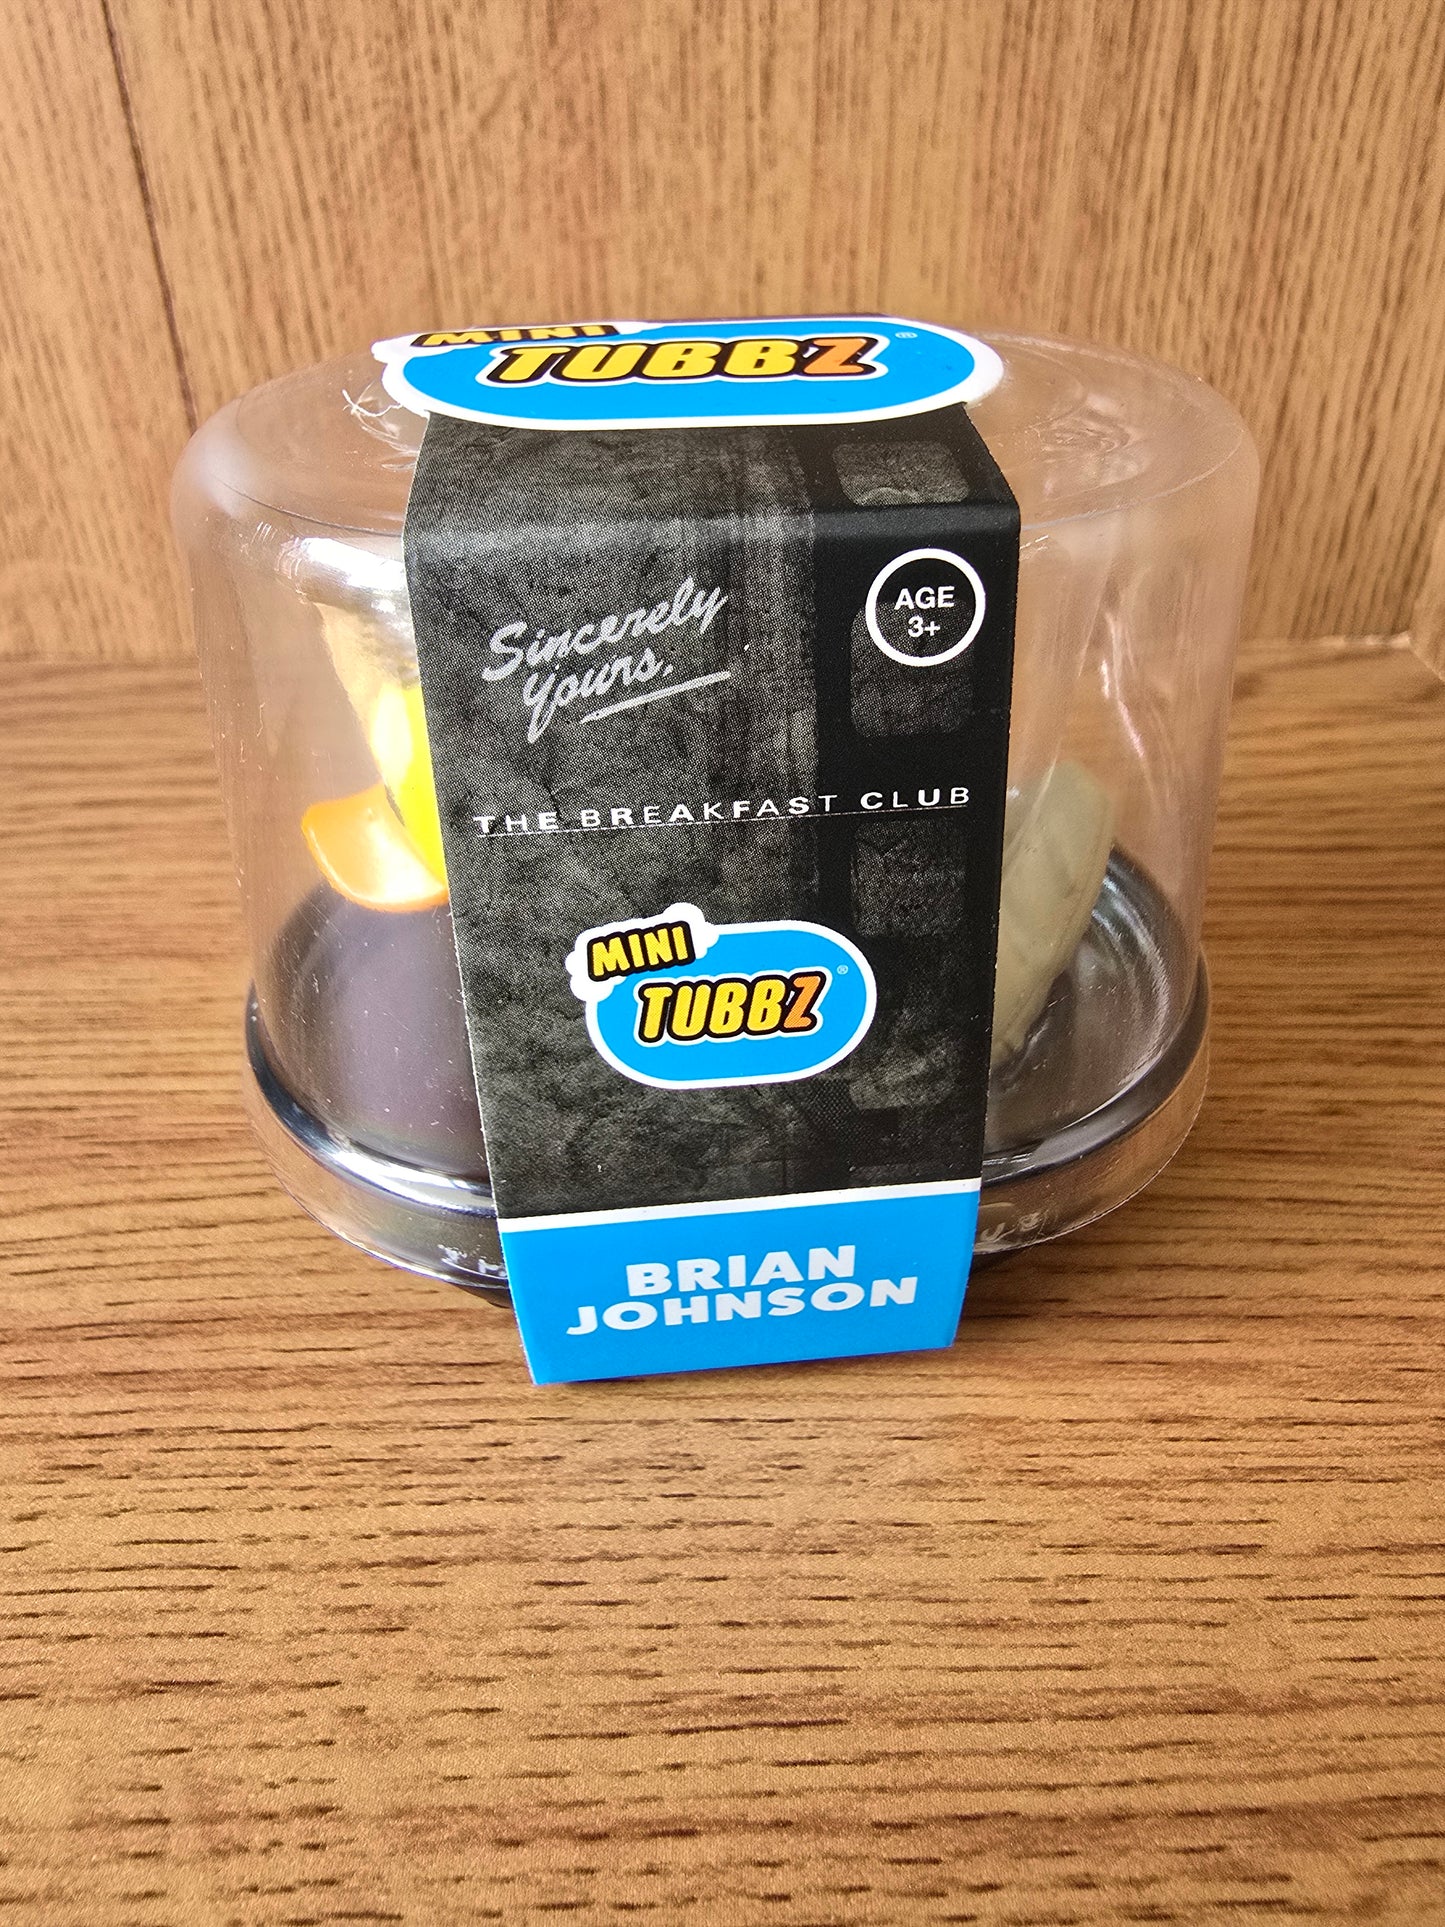 MINI
TUBBZ®
AGE
3+
Sincerely
yours,
THE BREAKFAST CLUB
MINI
TUBBZ®
BRIAN
JOHNSON